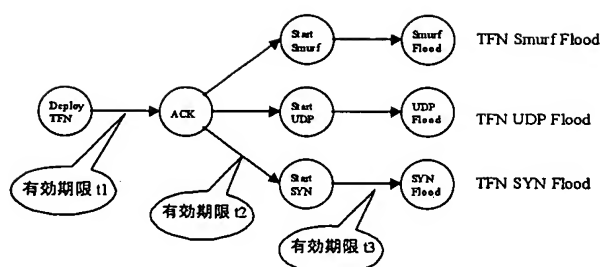 Start
Smurf
Smurf
Flood
TFN Smurf Flood
Deploy
TFN
ACK
Start
UDP
UDP
Flood
TFN UDP Flood
Start
SYN
SYN
Flood
TFN SYN Flood
有効期限 t1
有効期限 t2
有効期限 t3